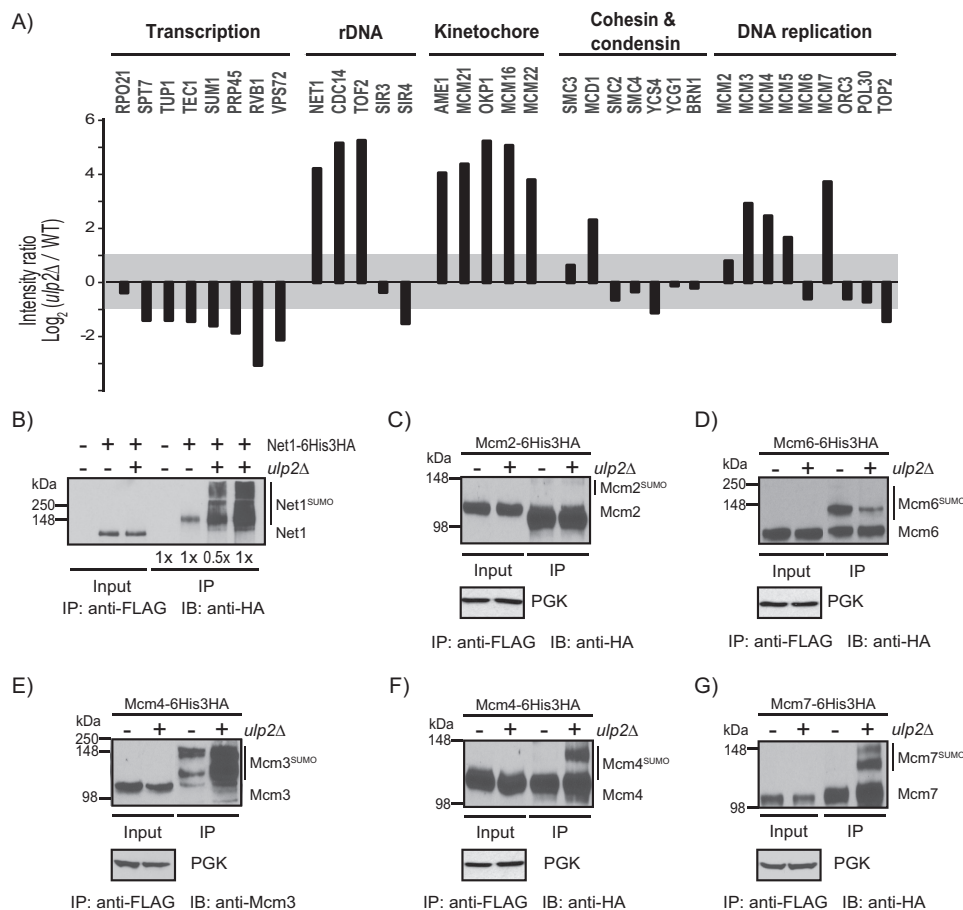 A)
Transcription
rDNA
Kinetochore
Cohesin & condensin
DNA replication
RPO21
SPT7
TUP1
TEC1
SUM1
PRP45
RVB1
VPS72
NET1
CDC14
TOF2
SIR3
SIR4
AME1
MCM21
OKP1
MCM16
MCM22
SMC3
MCD1
SMC2
SMC4
YCS4
YCG1
BRN1
MCM2
MCM3
MCM4
MCM5
MCM6
MCM7
ORC3
POL30
TOP2
Intensity ratio
Log2 (ulp2Δ / WT)
6
4
2
0
-2
B)
- + + - + + + Net1-6His3HA
- - + - - + + ulp2Δ
kDa
250
148
Net1SUMO
Net1
1x 1x 0.5x 1x
Input
IP
IP: anti-FLAG IB: anti-HA
C)
Mcm2-6His3HA
kDa
- + - + ulp2Δ
148
98
Mcm2SUMO
Mcm2
Input
IP
PGK
IP: anti-FLAG IB: anti-HA
D)
Mcm6-6His3HA
kDa
- + - + ulp2Δ
250
148
98
Mcm6SUMO
Mcm6
Input
IP
PGK
IP: anti-FLAG IB: anti-HA
E)
Mcm4-6His3HA
kDa
- + - + ulp2Δ
250
148
98
Mcm3SUMO
Mcm3
Input
IP
PGK
IP: anti-FLAG IB: anti-Mcm3
F)
Mcm4-6His3HA
kDa
- + - + ulp2Δ
148
98
Mcm4SUMO
Mcm4
Input
IP
PGK
IP: anti-FLAG IB: anti-HA
G)
Mcm7-6His3HA
kDa
- + - + ulp2Δ
148
98
Mcm7SUMO
Mcm7
Input
IP
PGK
IP: anti-FLAG IB: anti-HA